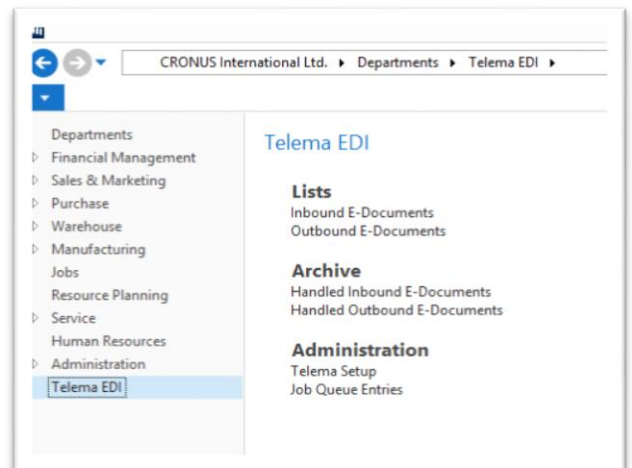 CRONUS International Ltd. ▸ Departments ▸ Telema EDI ▸
Departments
Financial Management
Sales & Marketing
Purchase
Warehouse
Manufacturing
Jobs
Resource Planning
Service
Human Resources
Administration
Telema EDI
Telema EDI
Lists
Inbound E-Documents
Outbound E-Documents
Archive
Handled Inbound E-Documents
Handled Outbound E-Documents
Administration
Telema Setup
Job Queue Entries